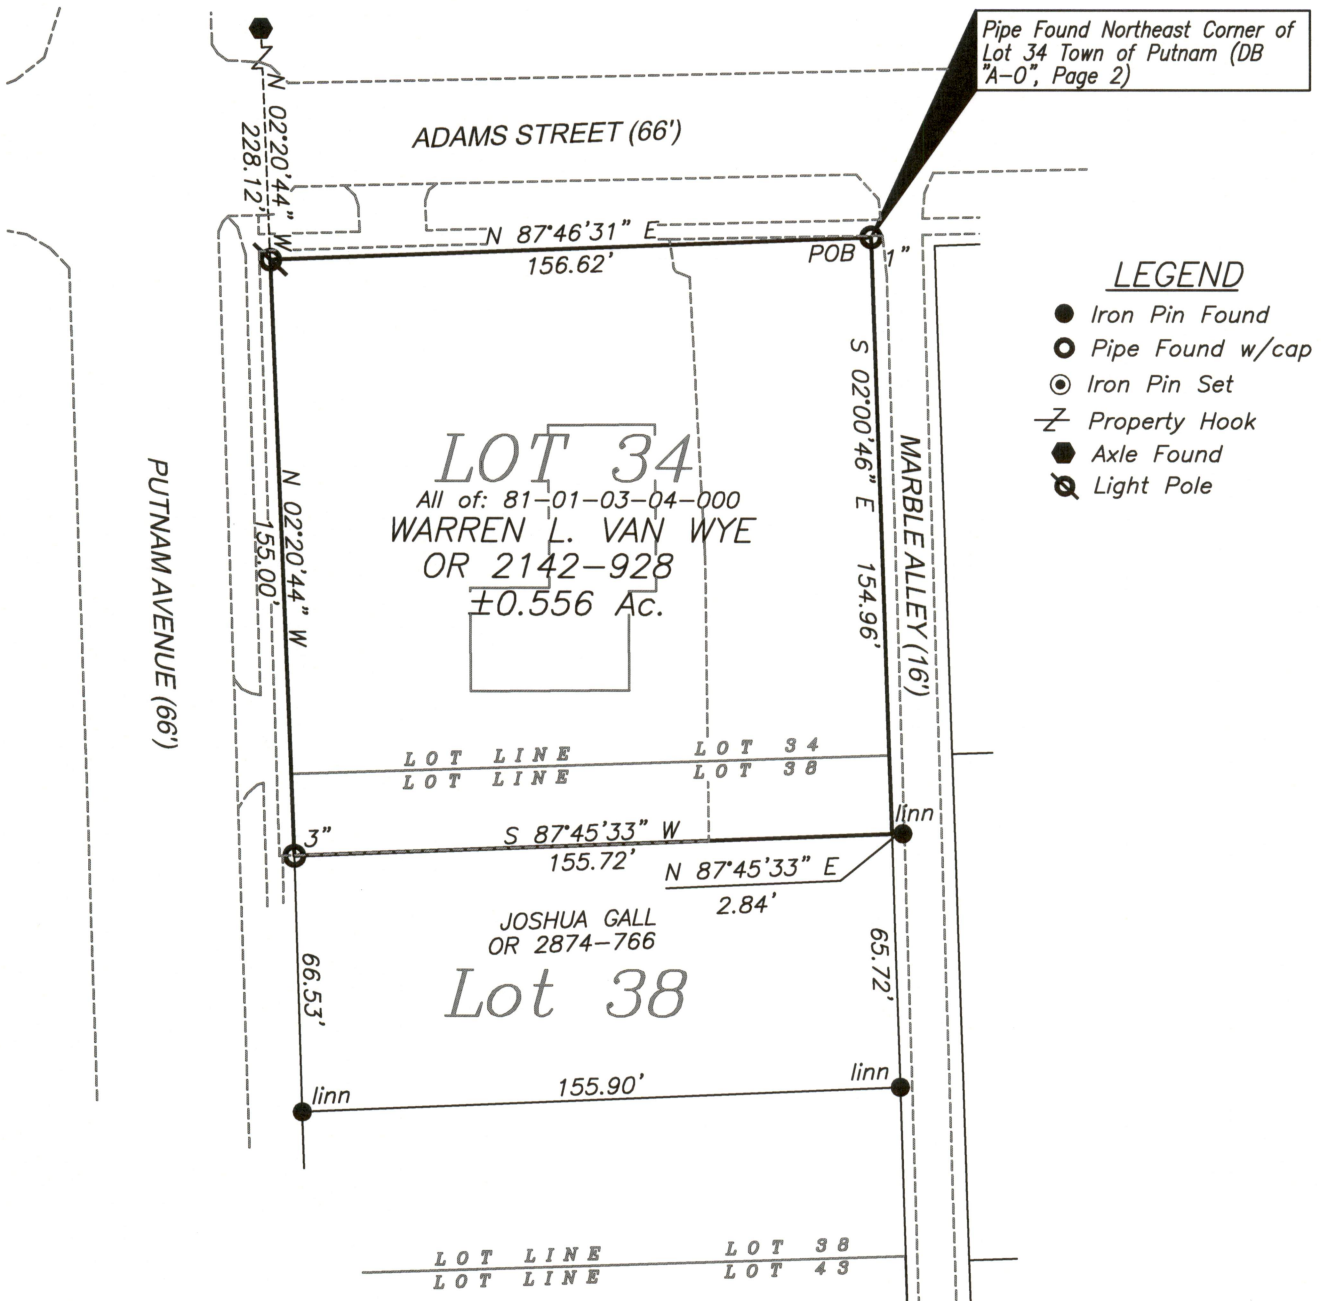 Pipe Found Northeast Corner of
Lot 34 Town of Putnam (DB
"A-O", Page 2)
ADAMS STREET (66')
N 02°20'44" W
228.12'
N 87°46'31" E
156.62'
POB
1"
LEGEND
Iron Pin Found
Pipe Found w/cap
Iron Pin Set
Z Property Hook
Axle Found
Light Pole
S 02°00'46" E 154.96'
MARBLE ALLEY (16')
PUTNAM AVENUE (66')
N 02°20'44" W
155.00'
LOT 34
All of: 81-01-03-04-000
WARREN L. VAN WYE
OR 2142-928
±0.556 Ac.
LOT LINE LOT 34
LOT LINE LOT 38
linn
3"
S 87°45'33" W
155.72'
N 87°45'33" E
2.84'
JOSHUA GALL
OR 2874-766
Lot 38
66.53'
65.72'
linn
155.90'
linn
LOT LINE LOT 38
LOT LINE LOT 43